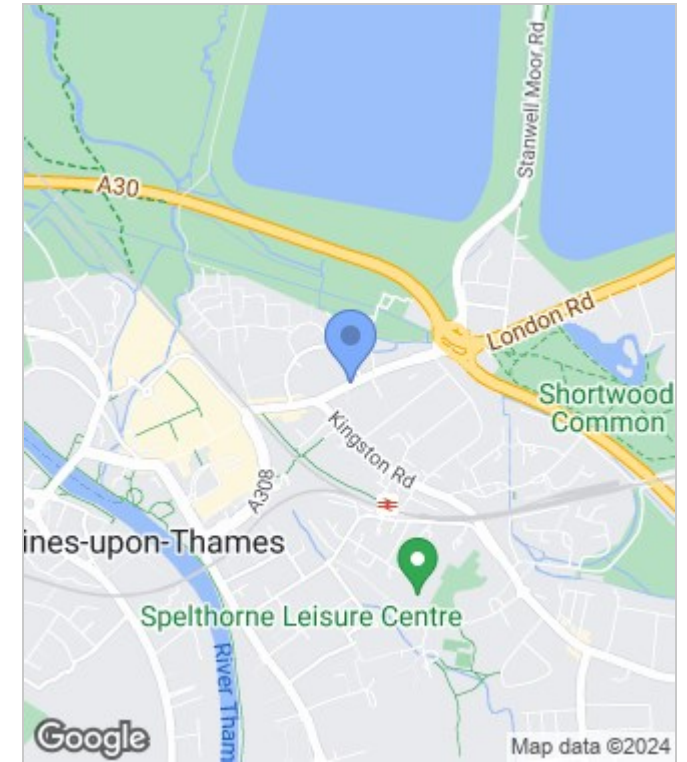 Stanwell Moor Rd
A30
London Rd
Shortwood
Common
Kingston Rd
A308
ines-upon-Thames
Spelthorne Leisure Centre
River Tham
Google
Map data ©2024